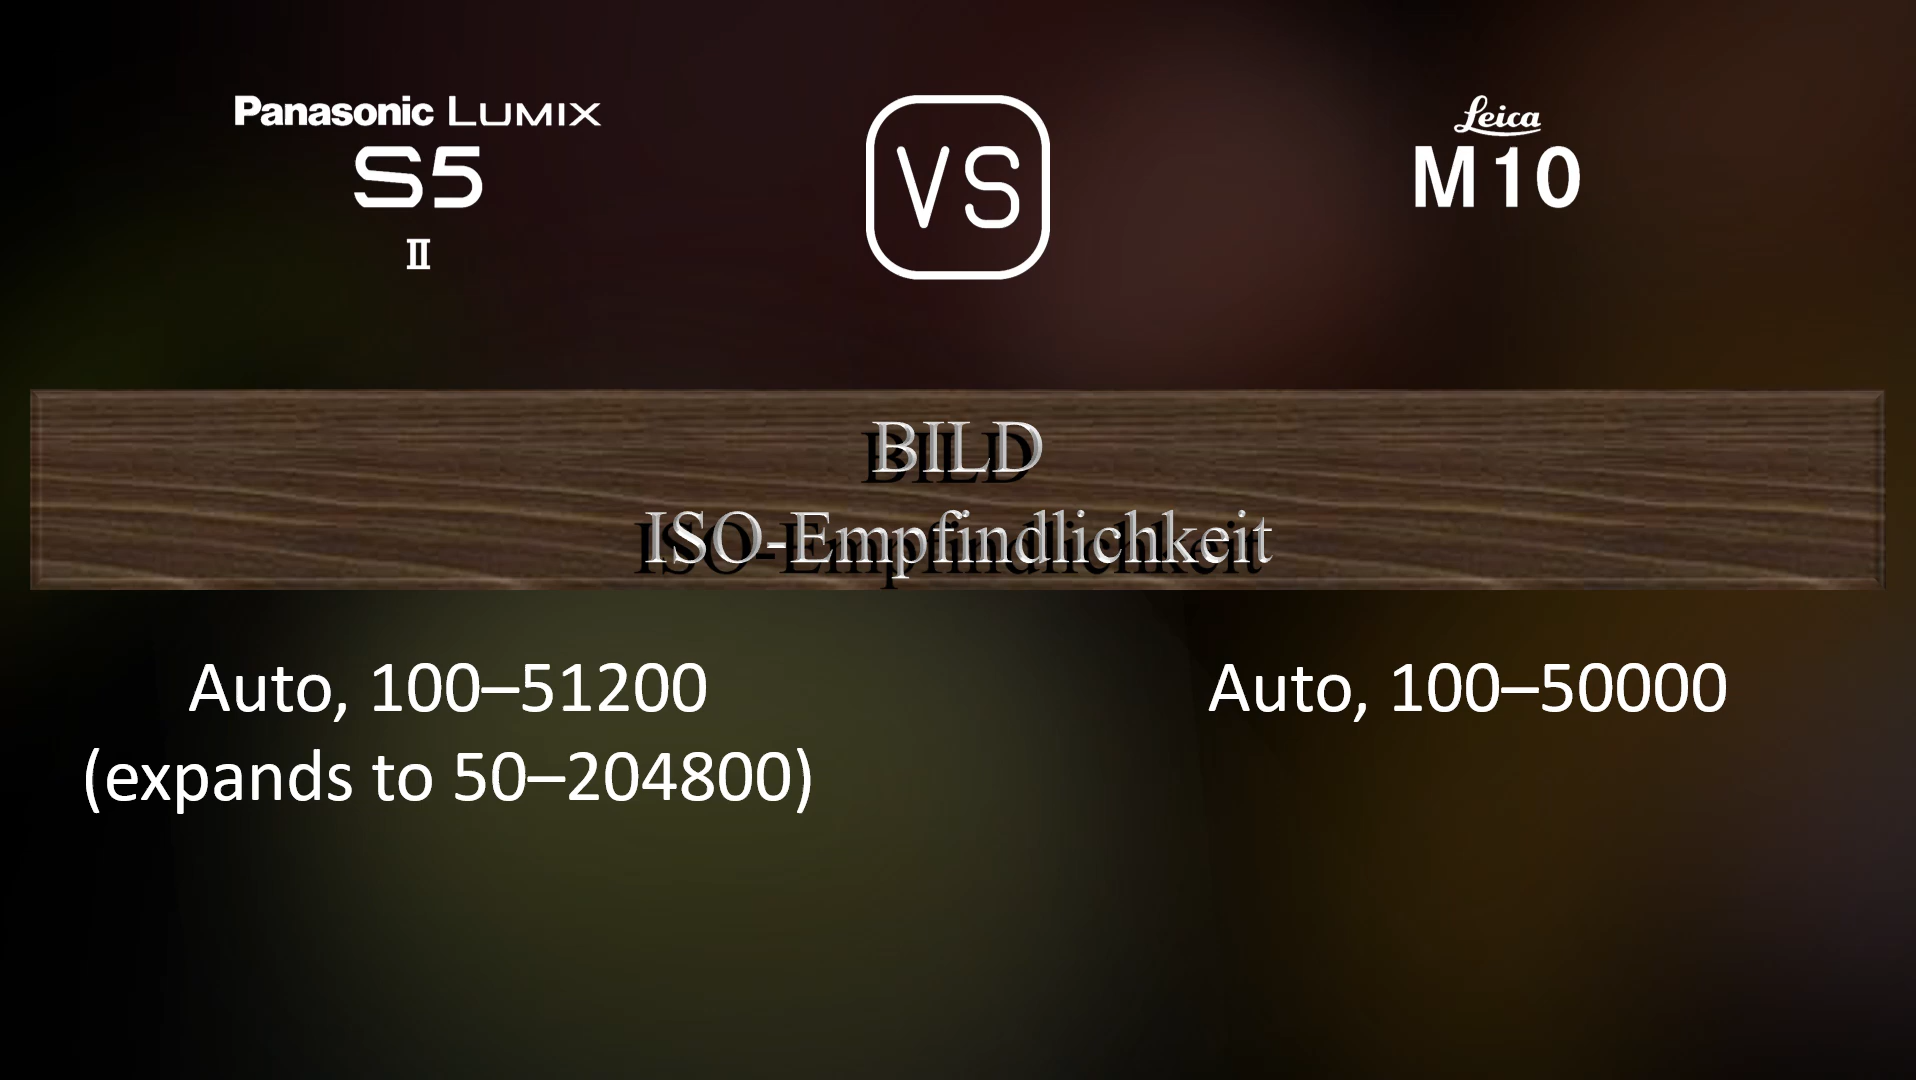 Panasonic LUMIX
S5
II
VS
Leica
M10
BILD
ISO-Empfindlichkeit
Auto, 100–51200
(expands to 50–204800)
Auto, 100–50000